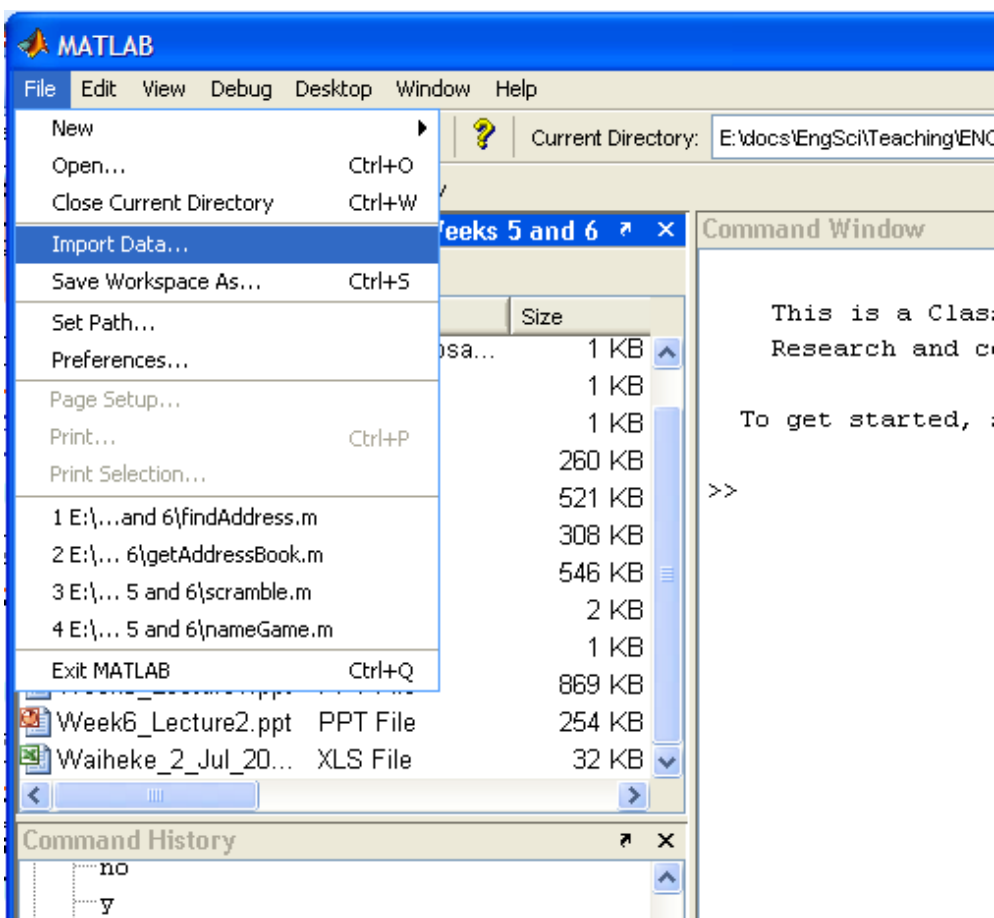 MATLAB
File Edit View Debug Desktop Window Help
New
Open... Ctrl+O
Close Current Directory Ctrl+W
Import Data...
Save Workspace As... Ctrl+S
Set Path...
Preferences...
Page Setup...
Print... Ctrl+P
Print Selection...
1 E:\...and 6\findAddress.m
2 E:\... 6\getAddressBook.m
3 E:\... 5 and 6\scramble.m
4 E:\... 5 and 6\nameGame.m
Exit MATLAB Ctrl+Q
Current Directory: E:\docs\EngSci\Teaching\ENG
eeks 5 and 6
Size
osa... 1 KB
1 KB
1 KB
260 KB
521 KB
308 KB
546 KB
2 KB
1 KB
869 KB
Week6_Lecture2.ppt PPT File 254 KB
Waiheke_2_Jul_20... XLS File 32 KB
Command History
no
y
Command Window
This is a Clas
Research and c
To get started,
>>